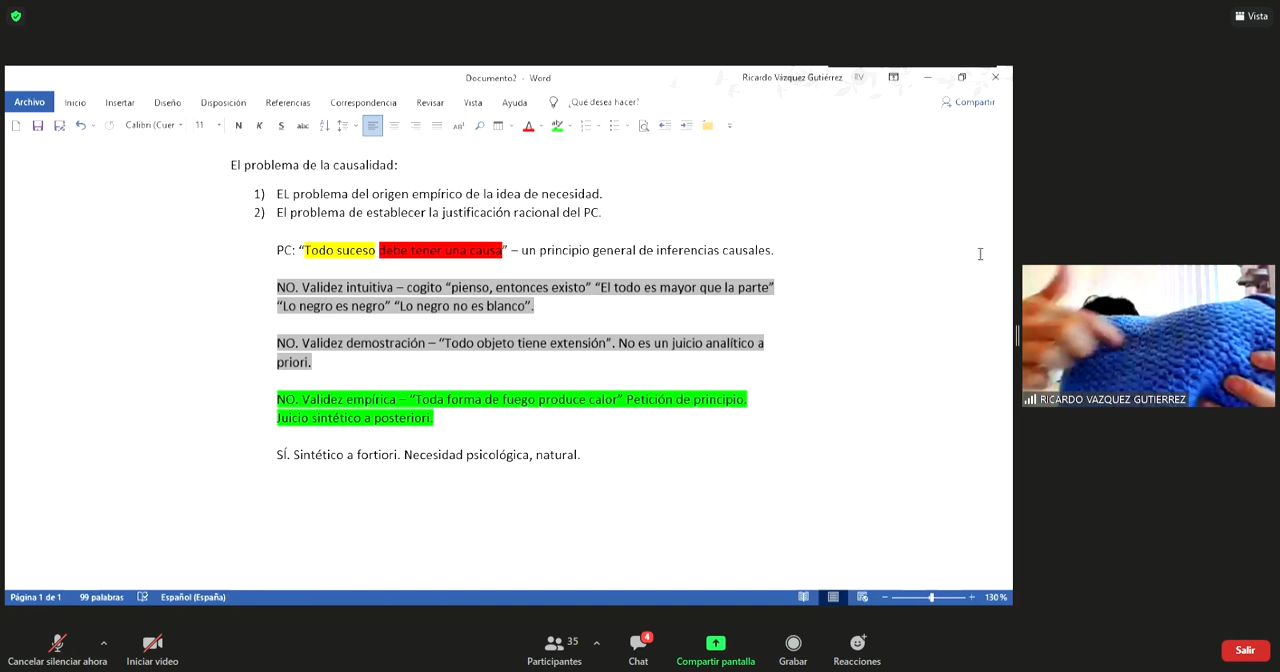 Vista
Documento2 - Word
Ricardo Vázquez Gutiérrez RV
Archivo Inicio Insertar Diseño Disposición Referencias Correspondencia Revisar Vista Ayuda ¿Qué desea hacer? Compartir
Calibri (Cuer 11 N K S abc
El problema de la causalidad:
1) EL problema del origen empírico de la idea de necesidad.
2) El problema de establecer la justificación racional del PC.
PC: “Todo suceso debe tener una causa” – un principio general de inferencias causales.
NO. Validez intuitiva – cogito “pienso, entonces existo” “El todo es mayor que la parte”
“Lo negro es negro” “Lo negro no es blanco”.
NO. Validez demostración – “Todo objeto tiene extensión”. No es un juicio analítico a
priori.
NO. Validez empírica – “Toda forma de fuego produce calor” Petición de principio.
Juicio sintético a posteriori.
SÍ. Sintético a fortiori. Necesidad psicológica, natural.
RICARDO VAZQUEZ GUTIERREZ
Página 1 de 1 99 palabras Español (España) 130 %
35 4
Cancelar silenciar ahora Iniciar video Participantes Chat Compartir pantalla Grabar Reacciones Salir